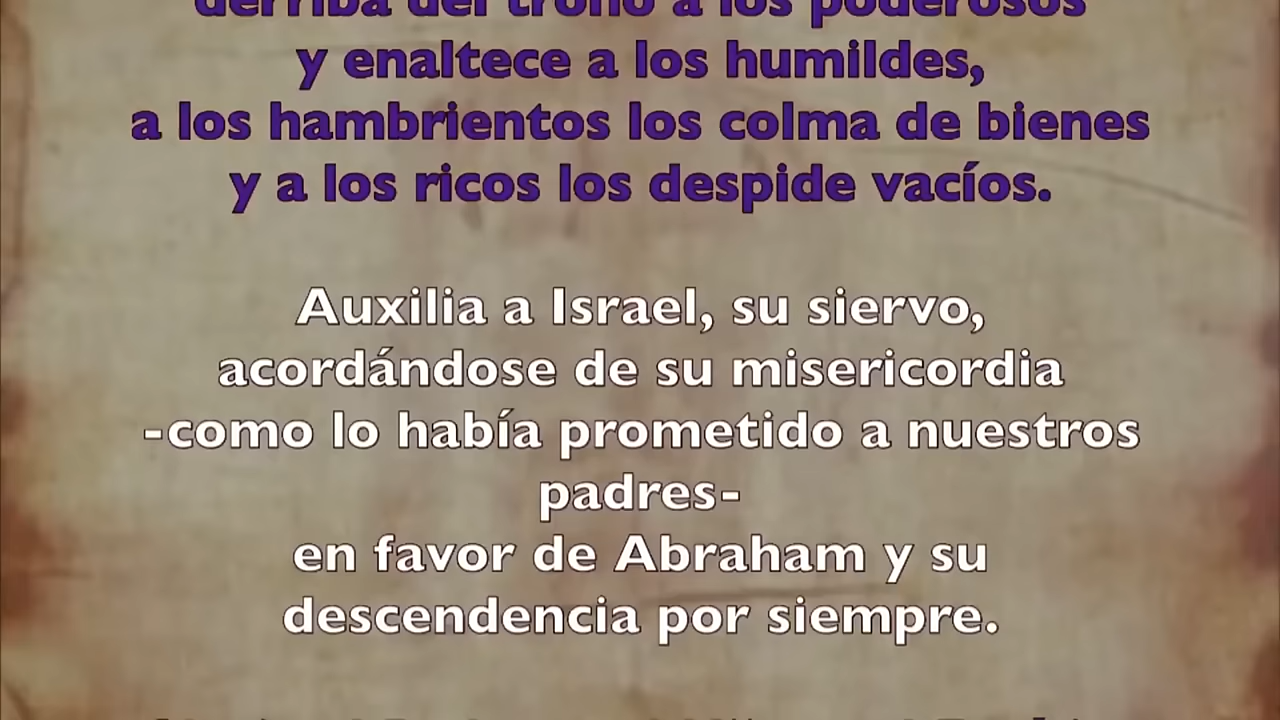 derriba del trono a los poderosos
y enaltece a los humildes,
a los hambrientos los colma de bienes
y a los ricos los despide vacíos.
Auxilia a Israel, su siervo,
acordándose de su misericordia
-como lo había prometido a nuestros
padres-
en favor de Abraham y su
descendencia por siempre.